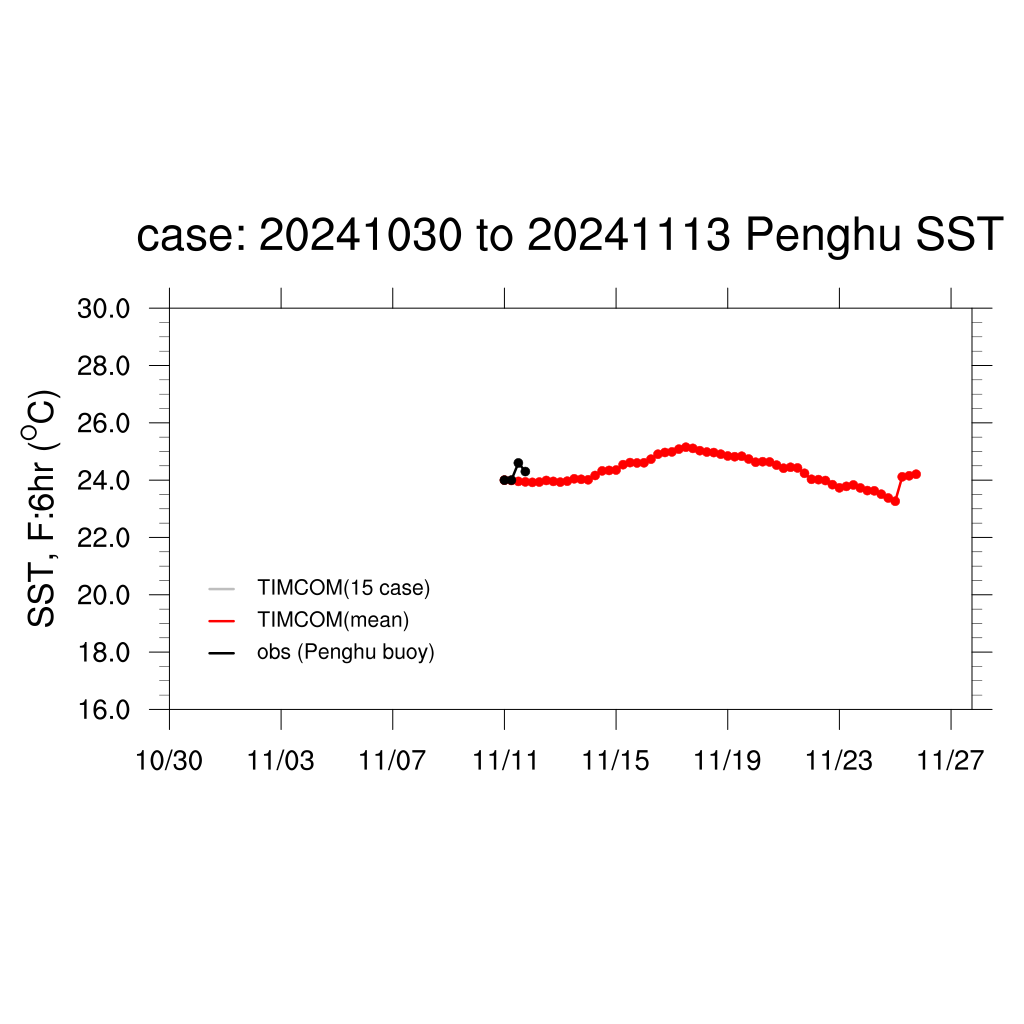 case: 20241030 to 20241113 Penghu SST
30.0
28.0
26.0
24.0
22.0
20.0
18.0
16.0
SST, F:6hr (°C)
TIMCOM(15 case)
TIMCOM(mean)
obs (Penghu buoy)
10/30 11/03 11/07 11/11 11/15 11/19 11/23 11/27